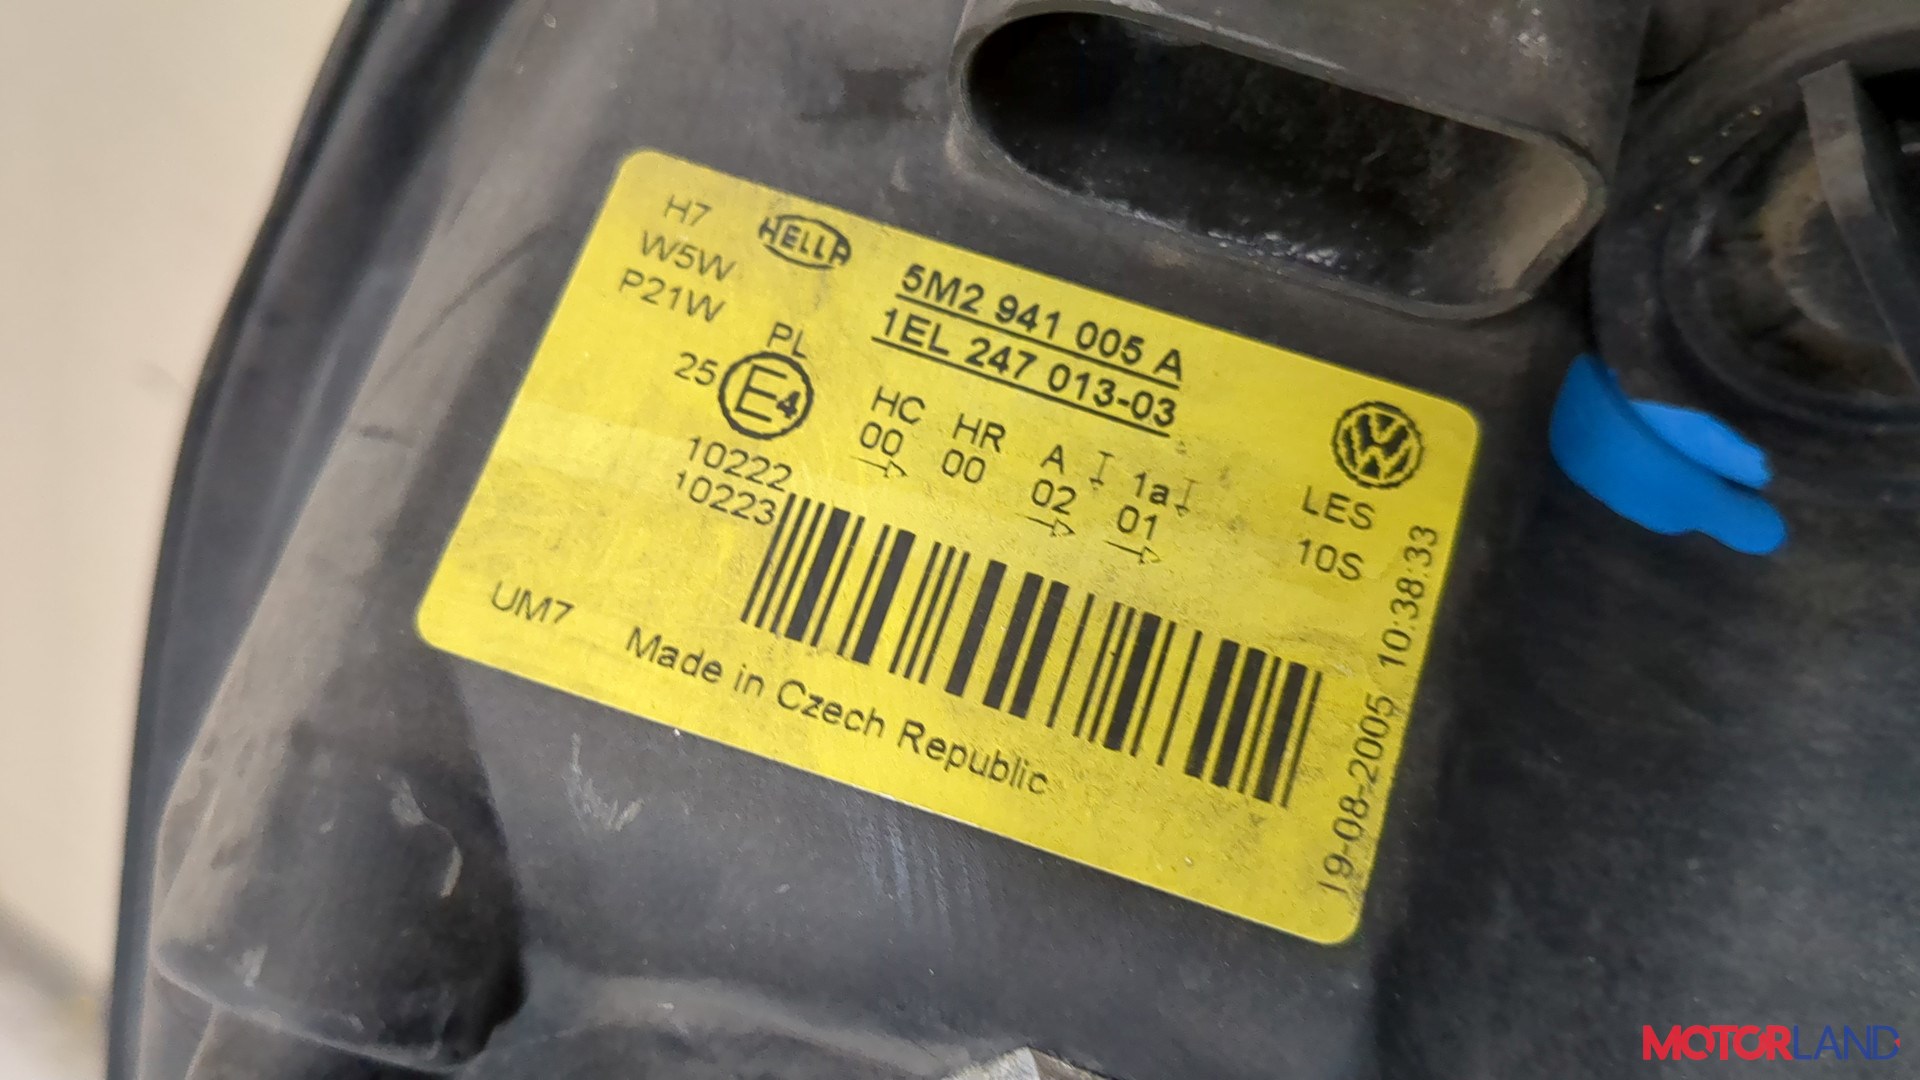 H7
W5W
P21W
HELLA
5M2 941 005 A
1EL 247 013-03
PL
25 E4
10222
10223
HC HR A 1a
00 00 02 01
LES
10S
19-08-2005 10:38:33
UM7 Made in Czech Republic
MOTORLAND